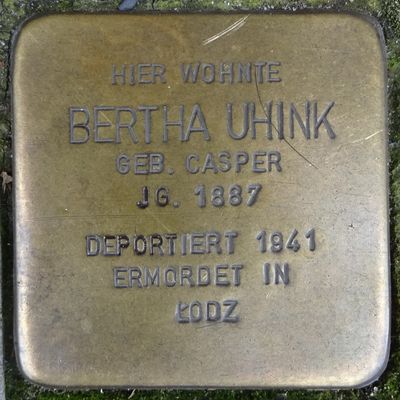 HIER WOHNTE
BERTHA UHINK
GEB. CASPER
JG. 1887
DEPORTIERT 1941
ERMORDET IN
ŁODZ